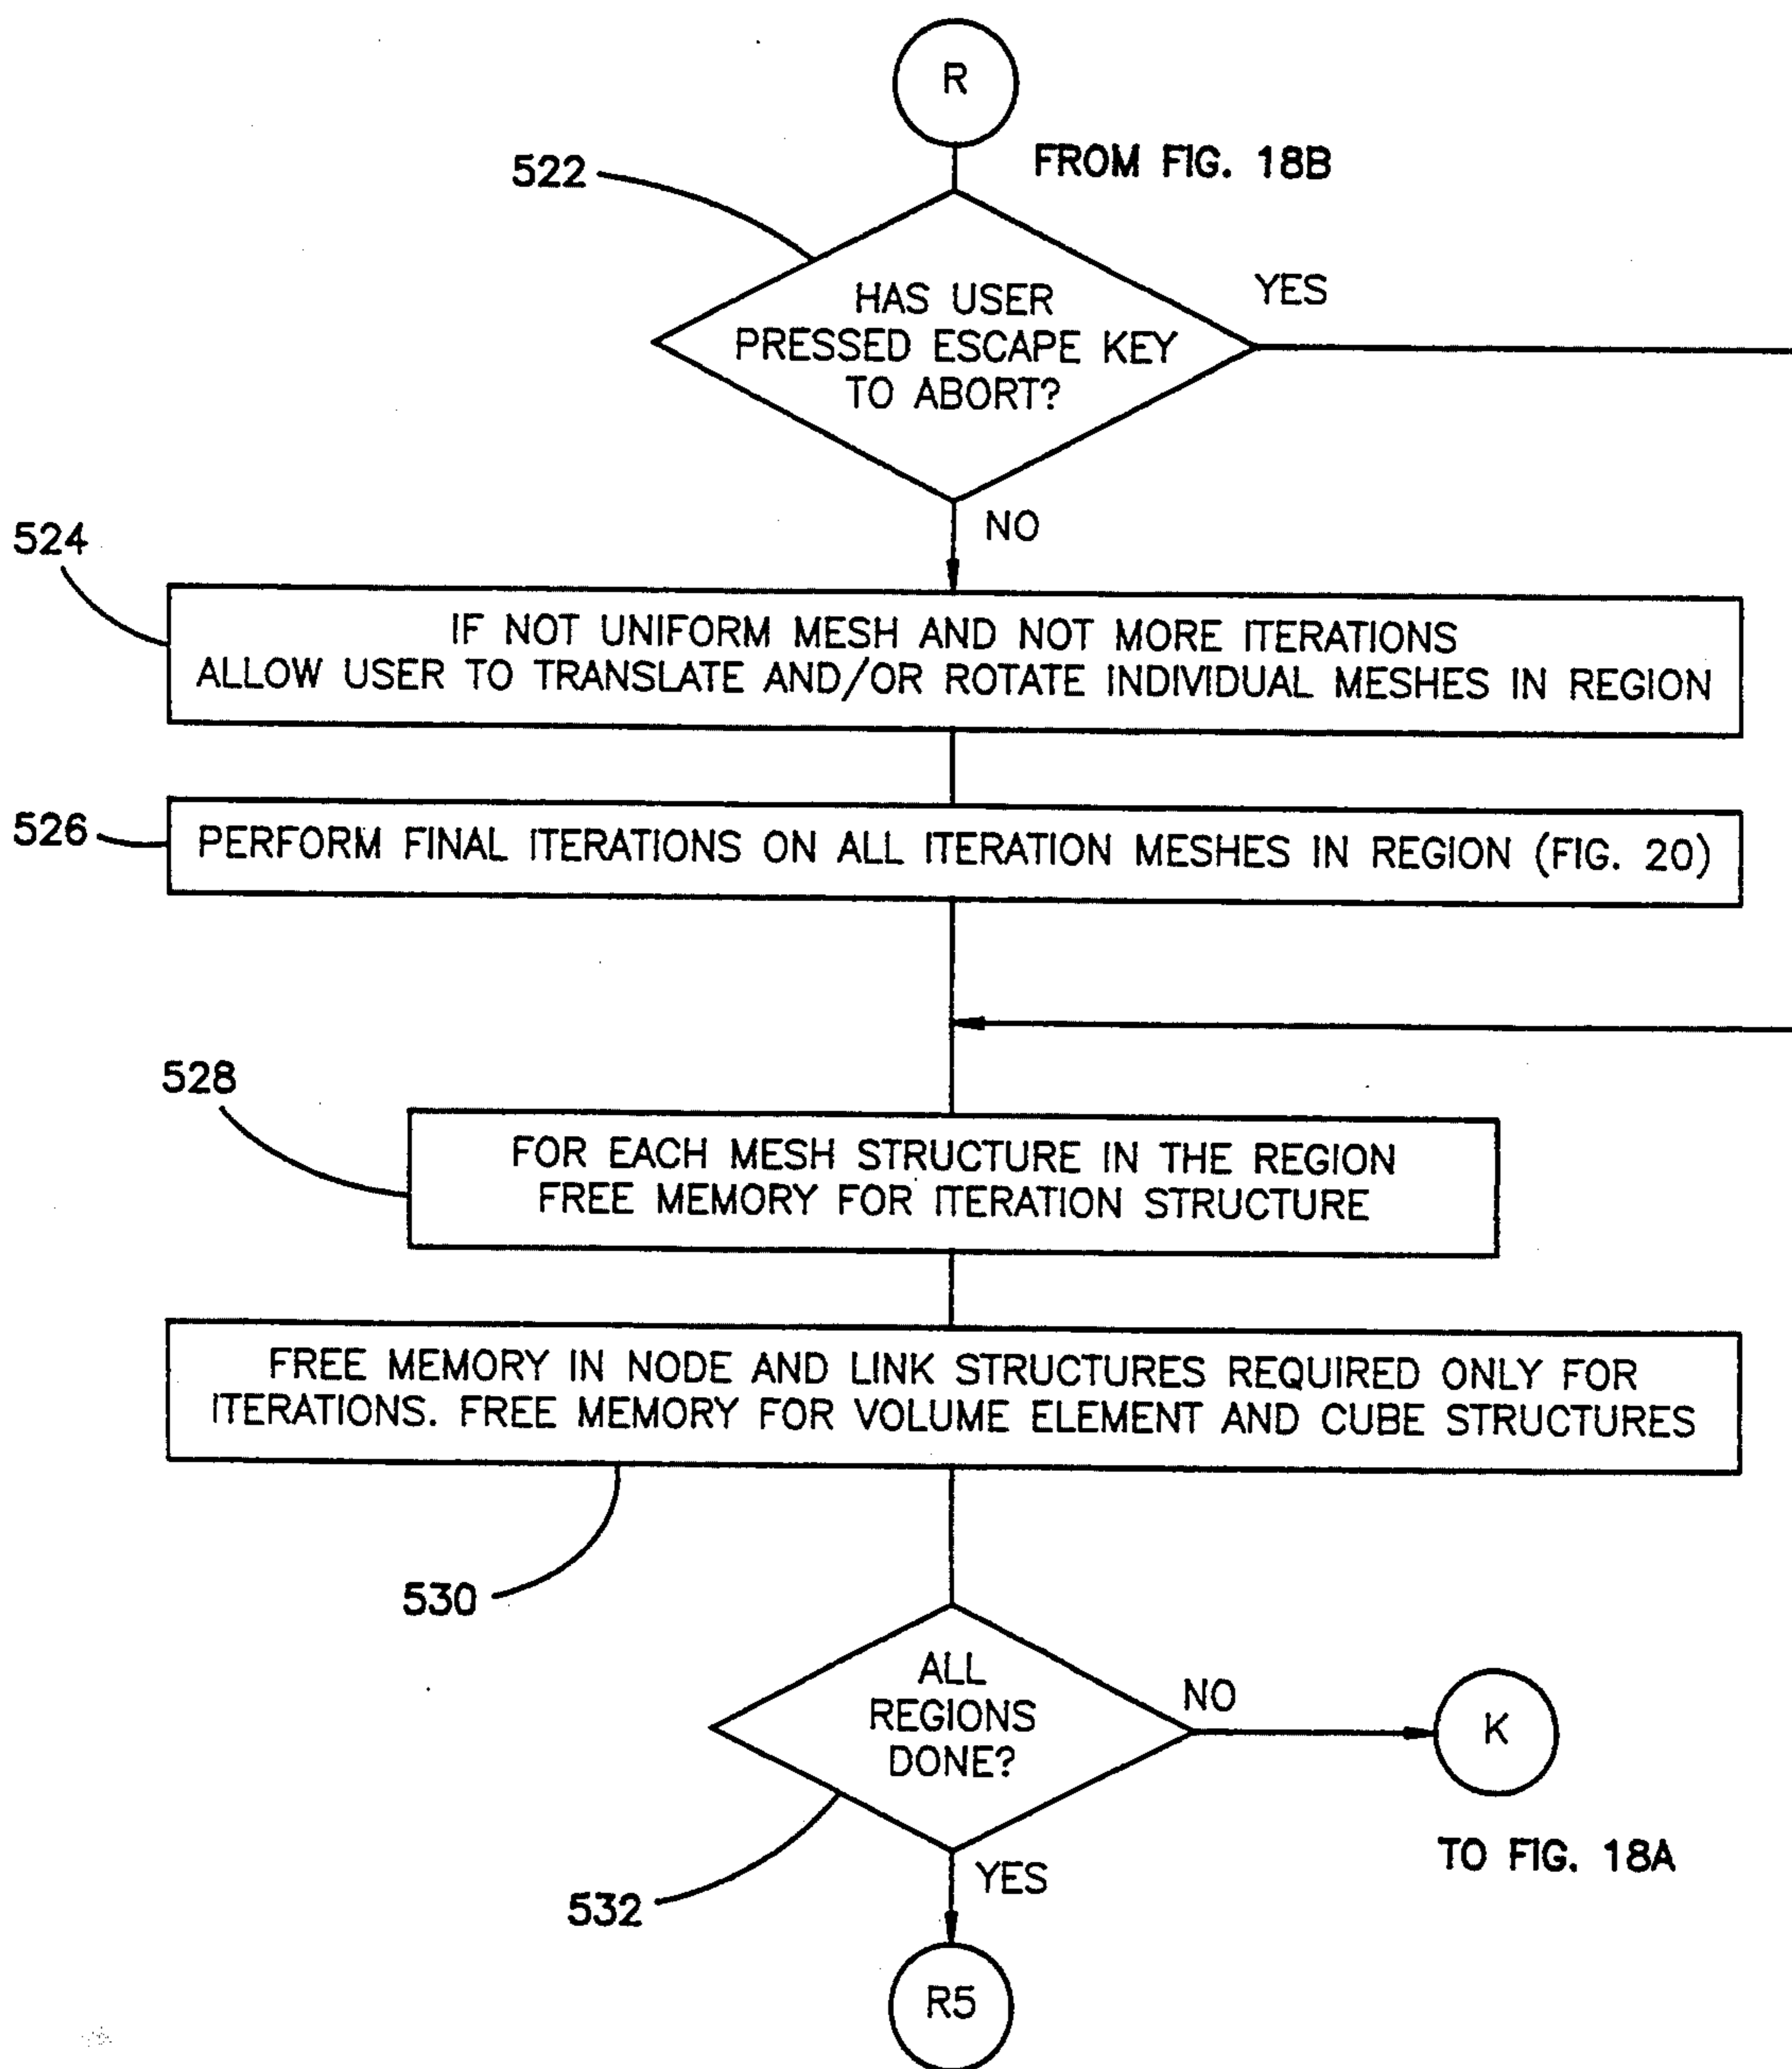 R
FROM FIG. 18B
522
HAS USER
PRESSED ESCAPE KEY
TO ABORT?
YES
NO
524
IF NOT UNIFORM MESH AND NOT MORE ITERATIONS
ALLOW USER TO TRANSLATE AND/OR ROTATE INDIVIDUAL MESHES IN REGION
526
PERFORM FINAL ITERATIONS ON ALL ITERATION MESHES IN REGION (FIG. 20)
528
FOR EACH MESH STRUCTURE IN THE REGION
FREE MEMORY FOR ITERATION STRUCTURE
FREE MEMORY IN NODE AND LINK STRUCTURES REQUIRED ONLY FOR
ITERATIONS. FREE MEMORY FOR VOLUME ELEMENT AND CUBE STRUCTURES
530
ALL
REGIONS
DONE?
NO
K
TO FIG. 18A
YES
532
R5